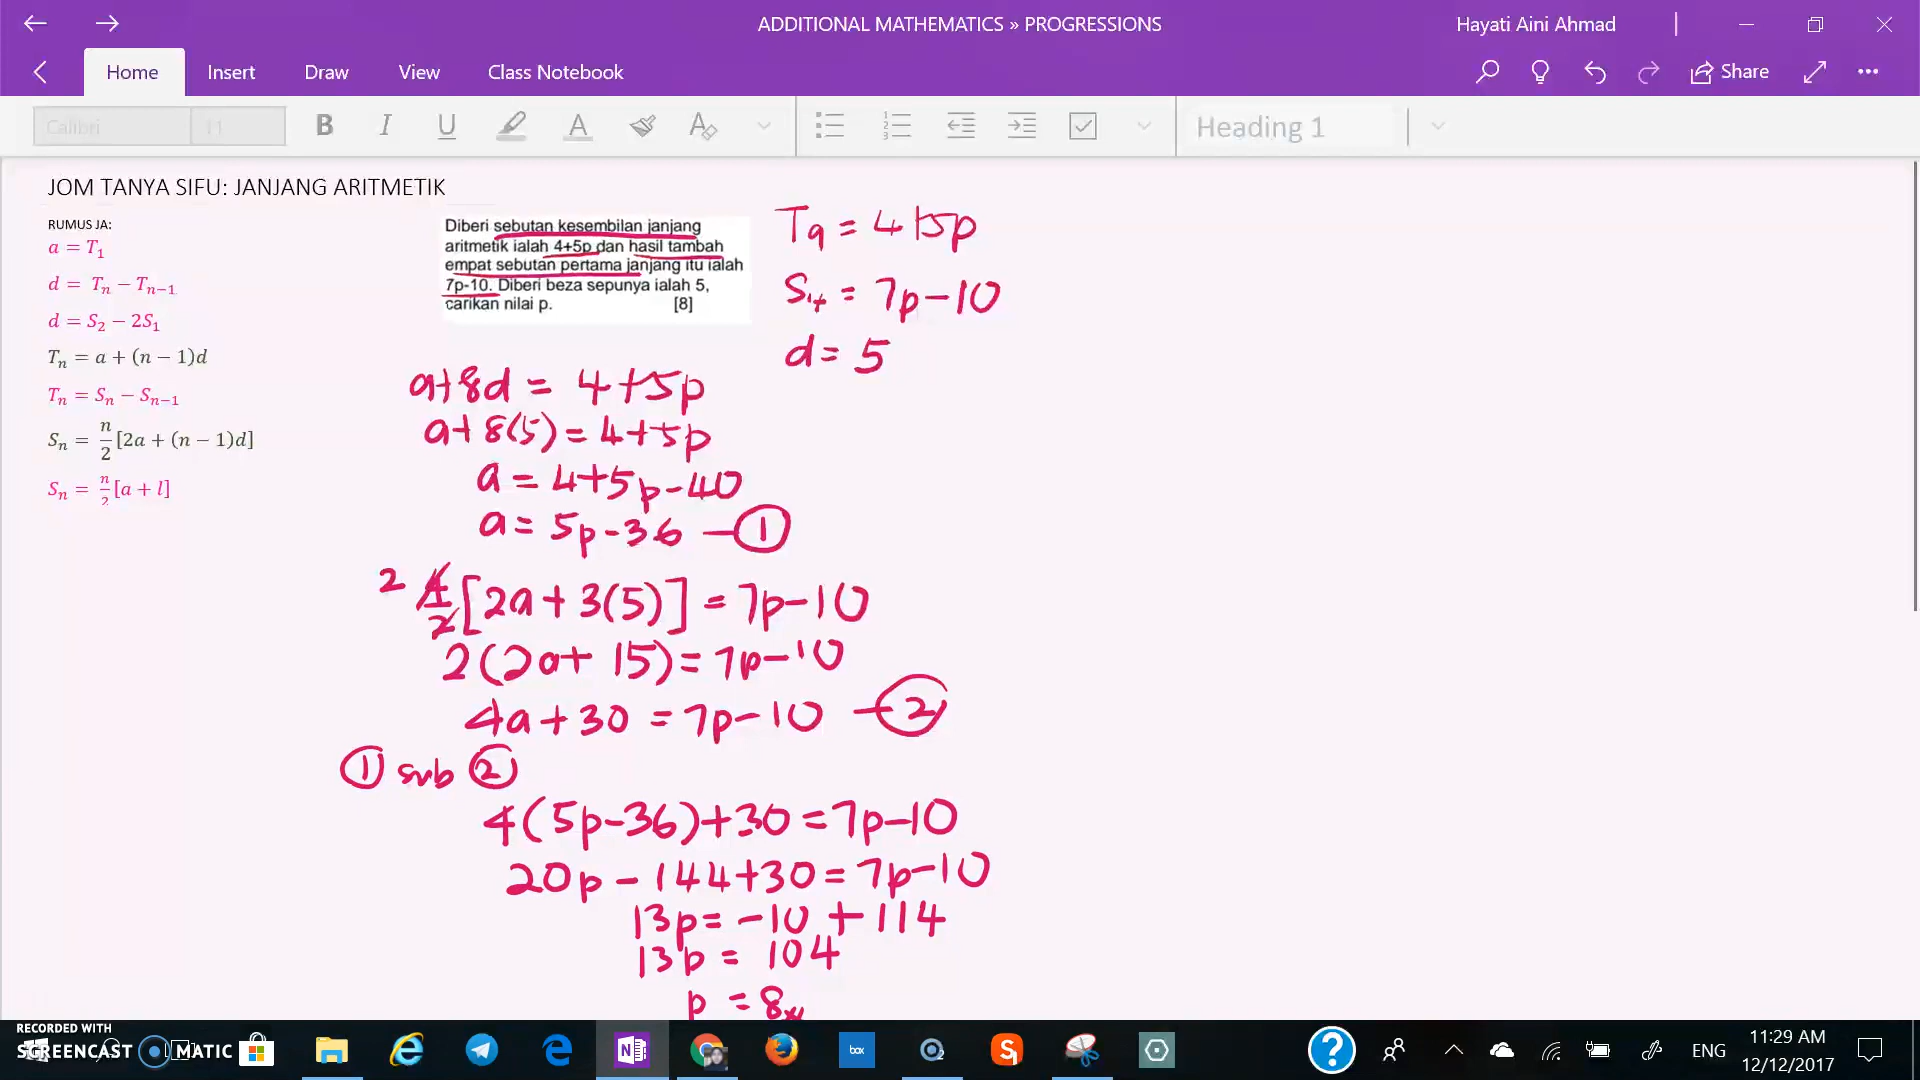 ADDITIONAL MATHEMATICS » PROGRESSIONS
Hayati Aini Ahmad
Home Insert Draw View Class Notebook
Share
Calibri 11
B I U A A
Heading 1
JOM TANYA SIFU: JANJANG ARITMETIK
RUMUS JA:
a = T₁
d = Tₙ − Tₙ₋₁
d = S₂ − 2S₁
Tₙ = a + (n − 1)d
Tₙ = Sₙ − Sₙ₋₁
Sₙ = n/2 [2a + (n − 1)d]
Sₙ = n/2 [a + l]
Diberi sebutan kesembilan janjang
aritmetik ialah 4+5p dan hasil tambah
empat sebutan pertama janjang itu ialah
7p-10. Diberi beza sepunya ialah 5,
carikan nilai p. [8]
T₉ = 4+5p
S₄ = 7p-10
d = 5
a+8d = 4+5p
a+8(5) = 4+5p
a = 4+5p-40
a = 5p-36 —①
2 4/2 [2a + 3(5)] = 7p-10
2(2a+ 15) = 7p-10
4a+30 = 7p-10 —②
① sub ②
4(5p-36)+30 = 7p-10
20p - 144+30 = 7p-10
13p = -10 + 114
13p = 104
p = 8
RECORDED WITH
SCREENCAST MATIC
box
ENG
11:29 AM
12/12/2017